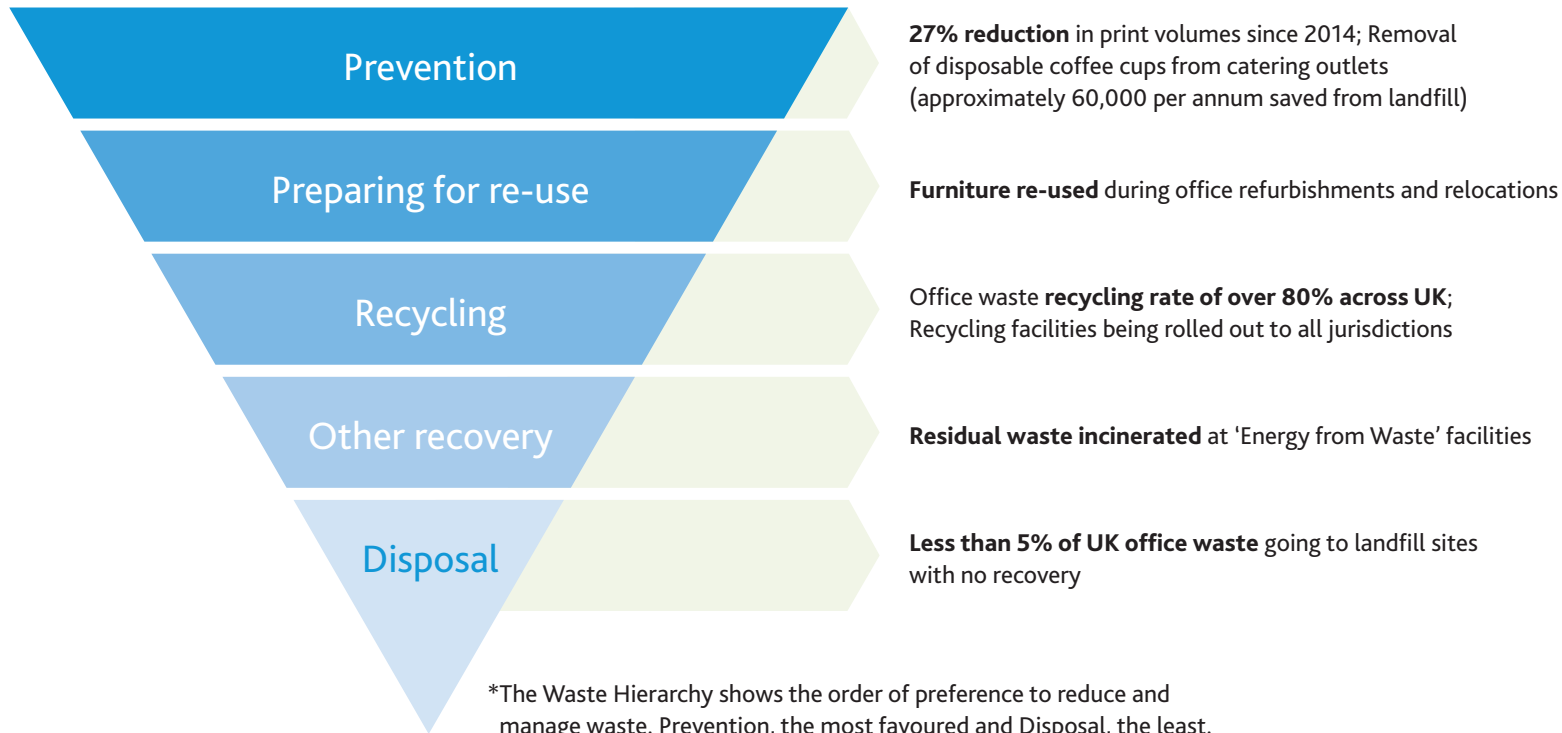 Prevention
27% reduction in print volumes since 2014; Removal
of disposable coffee cups from catering outlets
(approximately 60,000 per annum saved from landfill)
Preparing for re-use
Furniture re-used during office refurbishments and relocations
Recycling
Office waste recycling rate of over 80% across UK;
Recycling facilities being rolled out to all jurisdictions
Other recovery
Residual waste incinerated at ‘Energy from Waste’ facilities
Disposal
Less than 5% of UK office waste going to landfill sites
with no recovery
*The Waste Hierarchy shows the order of preference to reduce and
manage waste. Prevention, the most favoured and Disposal, the least.